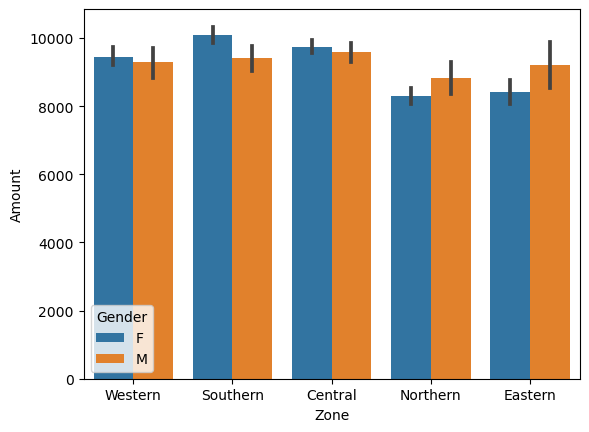 10000
8000
6000
4000
2000
0
Amount
Gender
F
M
Western Southern Central Northern Eastern
Zone